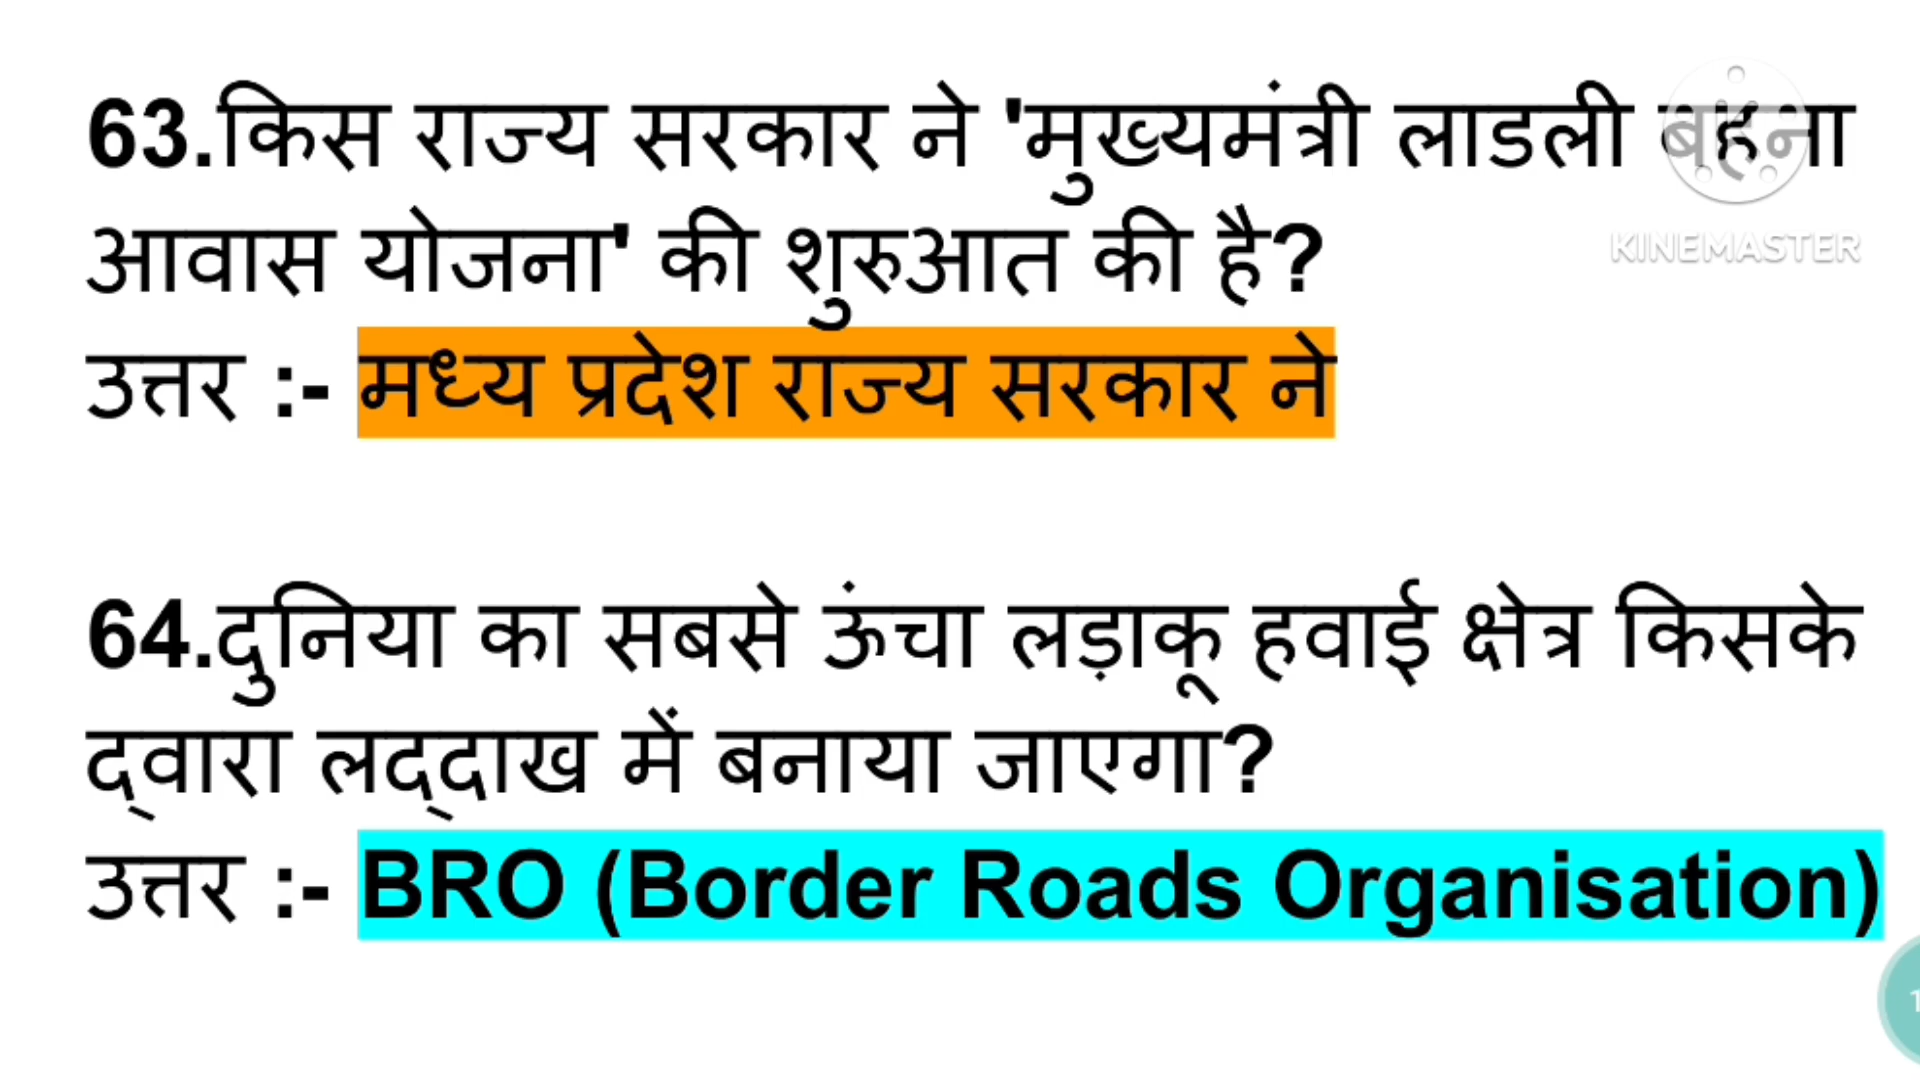 63.किस राज्य सरकार ने 'मुख्यमंत्री लाडली बहना
KINEMASTER
आवास योजना' की शुरुआत की है?
उत्तर :- मध्य प्रदेश राज्य सरकार ने
64.दुनिया का सबसे ऊंचा लड़ाकू हवाई क्षेत्र किसके
द्वारा लद्दाख में बनाया जाएगा?
उत्तर :- BRO (Border Roads Organisation)